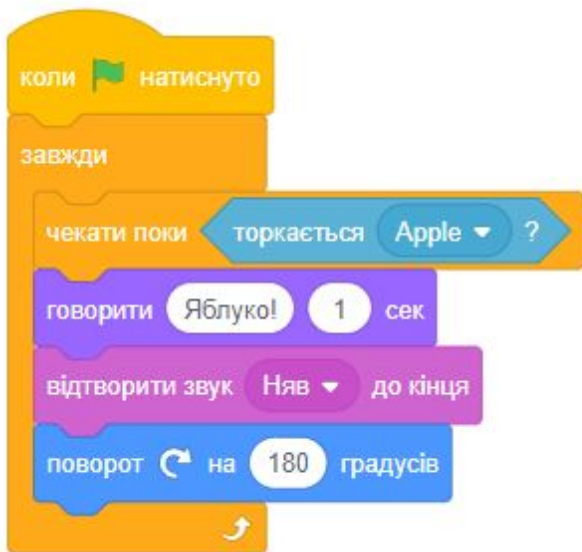 коли натиснуто
завжди
чекати поки торкається Apple ?
говорити Яблуко! 1 сек
відтворити звук Няв до кінця
поворот на 180 градусів